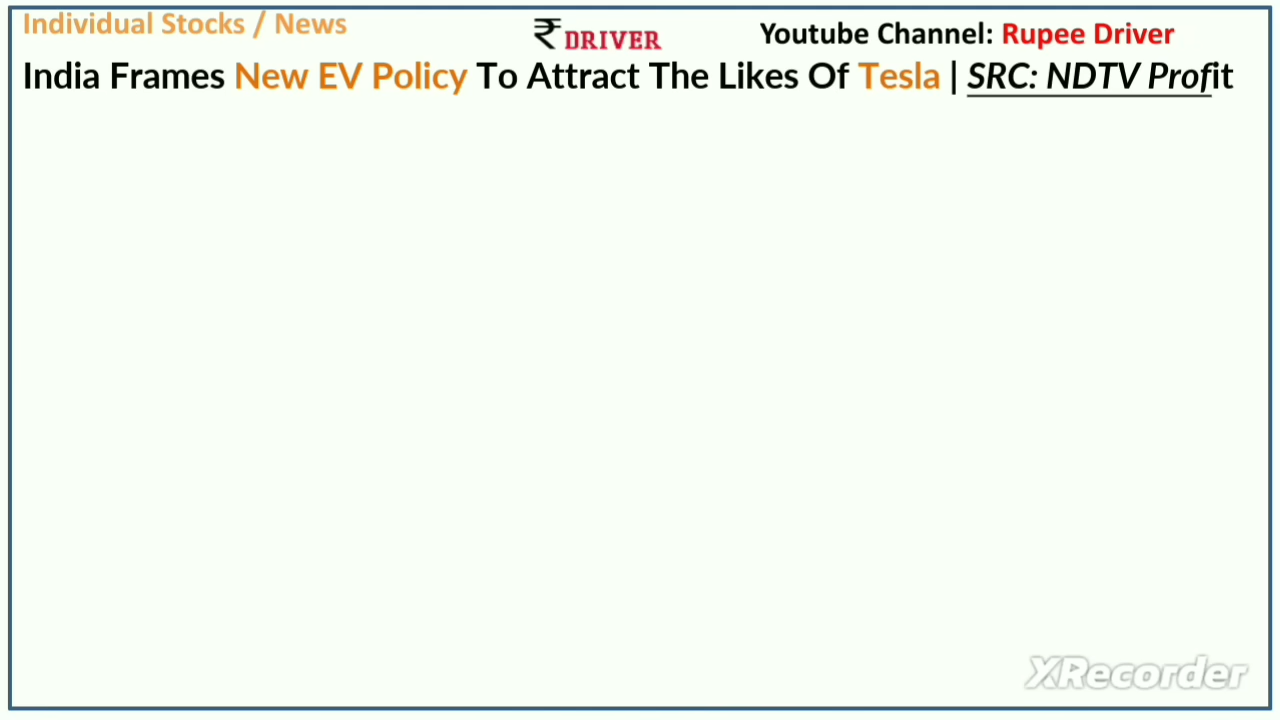 Individual Stocks / News
₹ DRIVER
Youtube Channel: Rupee Driver
India Frames New EV Policy To Attract The Likes Of Tesla | SRC: NDTV Profit
XRecorder